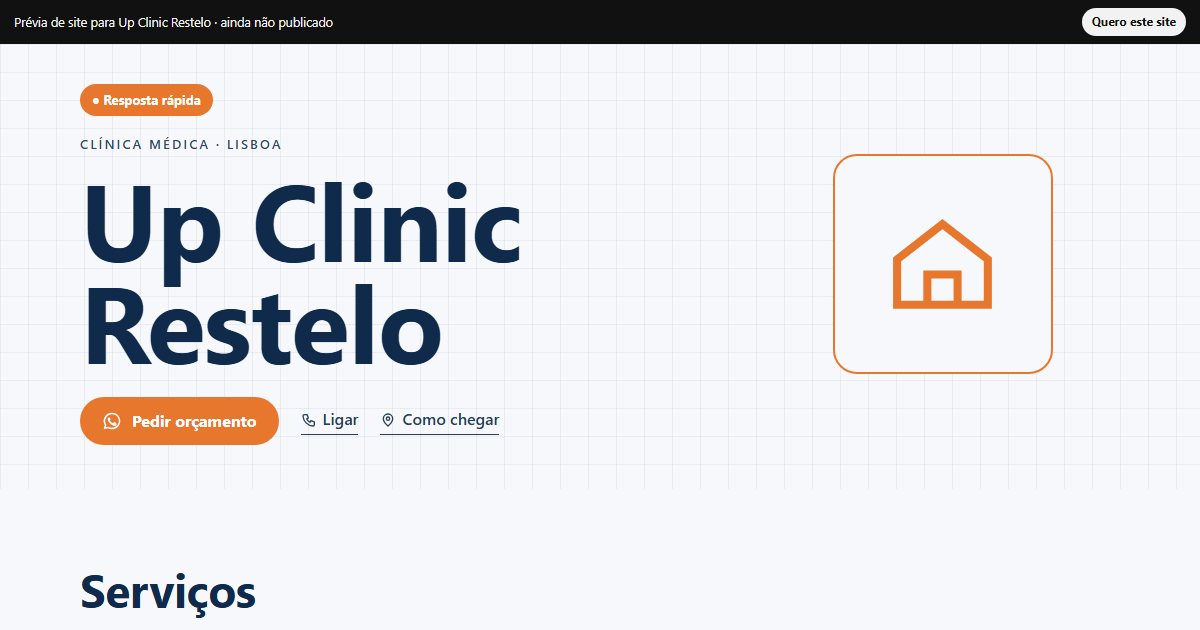 Prévia de site para Up Clinic Restelo · ainda não publicado
Quero este site
Resposta rápida
CLÍNICA MÉDICA · LISBOA
Up Clinic
Restelo
Pedir orçamento
Ligar
Como chegar
Serviços